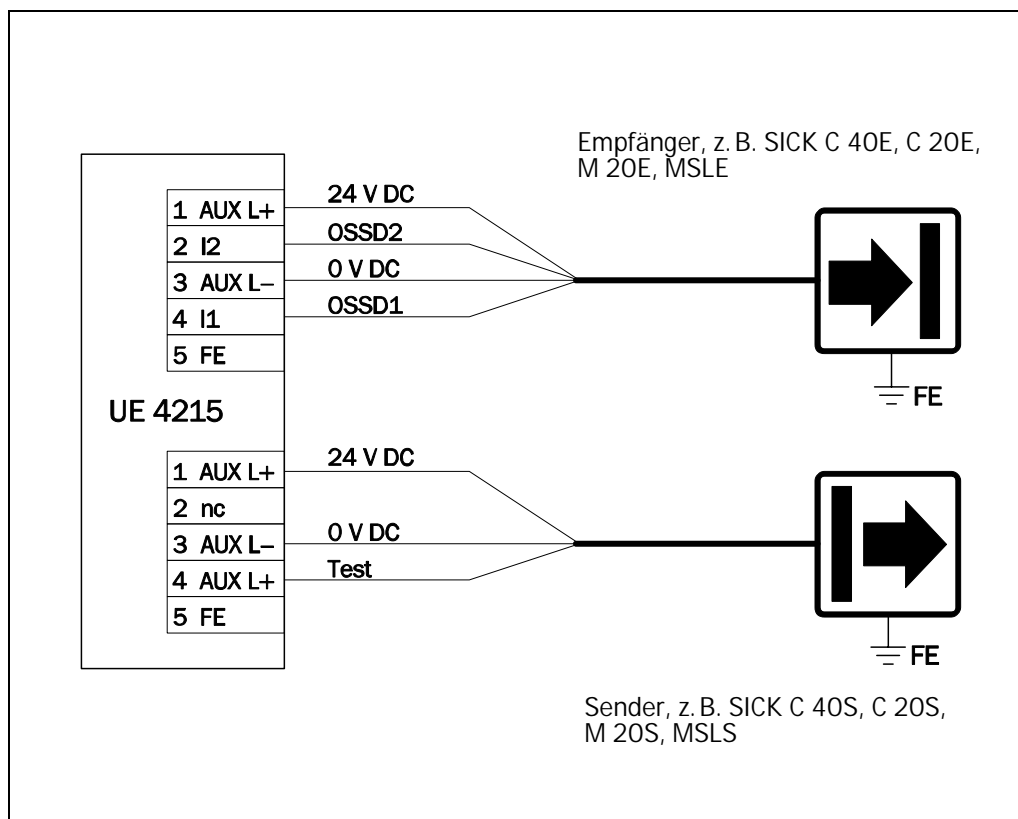 Empfänger, z. B. SICK C 40E, C 20E,
M 20E, MSLE
1 AUX L+
24 V DC
2 I2
OSSD2
3 AUX L–
0 V DC
4 I1
OSSD1
5 FE
FE
UE 4215
1 AUX L+
24 V DC
2 nc
3 AUX L–
0 V DC
4 AUX L+
Test
5 FE
FE
Sender, z. B. SICK C 40S, C 20S,
M 20S, MSLS